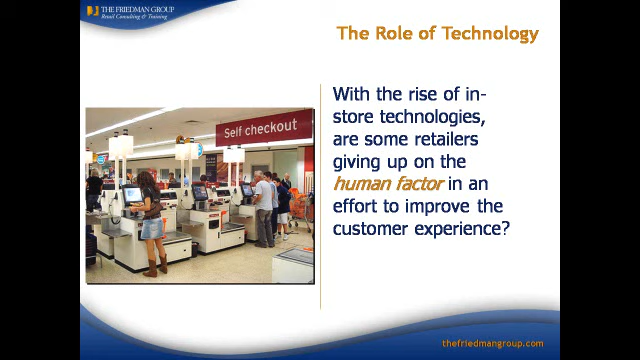 THE FRIEDMAN GROUP
Retail Consulting & Training
The Role of Technology
With the rise of in-
store technologies,
are some retailers
giving up on the
human factor in an
effort to improve the
customer experience?
Self checkout
thefriedmangroup.com